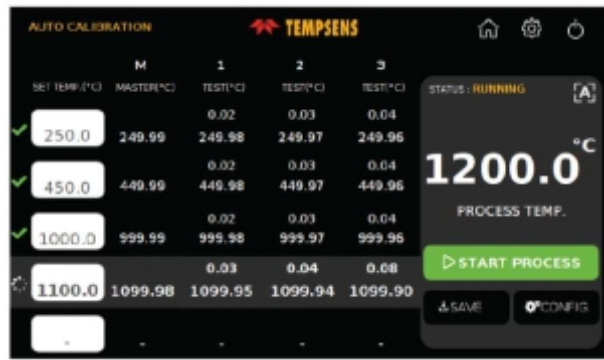 AUTO CALIBRATION TEMPSENS
M 1 2 3
SET TEMP.(°C) MASTER(°C) TEST(°C) TEST(°C) TEST(°C)
STATUS : RUNNING [A]
0.02 0.03 0.04
250.0 249.99 249.98 249.97 249.96
0.02 0.03 0.04
450.0 449.99 449.98 449.97 449.96
1200.0 °C
PROCESS TEMP.
0.02 0.03 0.04
1000.0 999.99 999.98 999.97 999.96
START PROCESS
0.03 0.04 0.08
1100.0 1099.98 1099.95 1099.94 1099.90
SAVE CONFIG
- - - - -